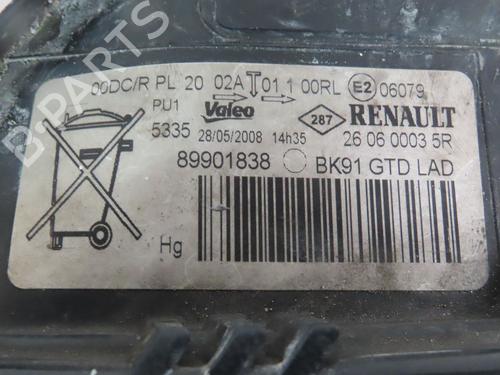 00DC/R PL 20 02A T 01.1 00RL E2 06079
PU1 Valeo 287 RENAULT
5335 28/05/2008 14h35 26 06 0003 5R
89901838 BK91 GTD LAD
Hg
B-PARTS